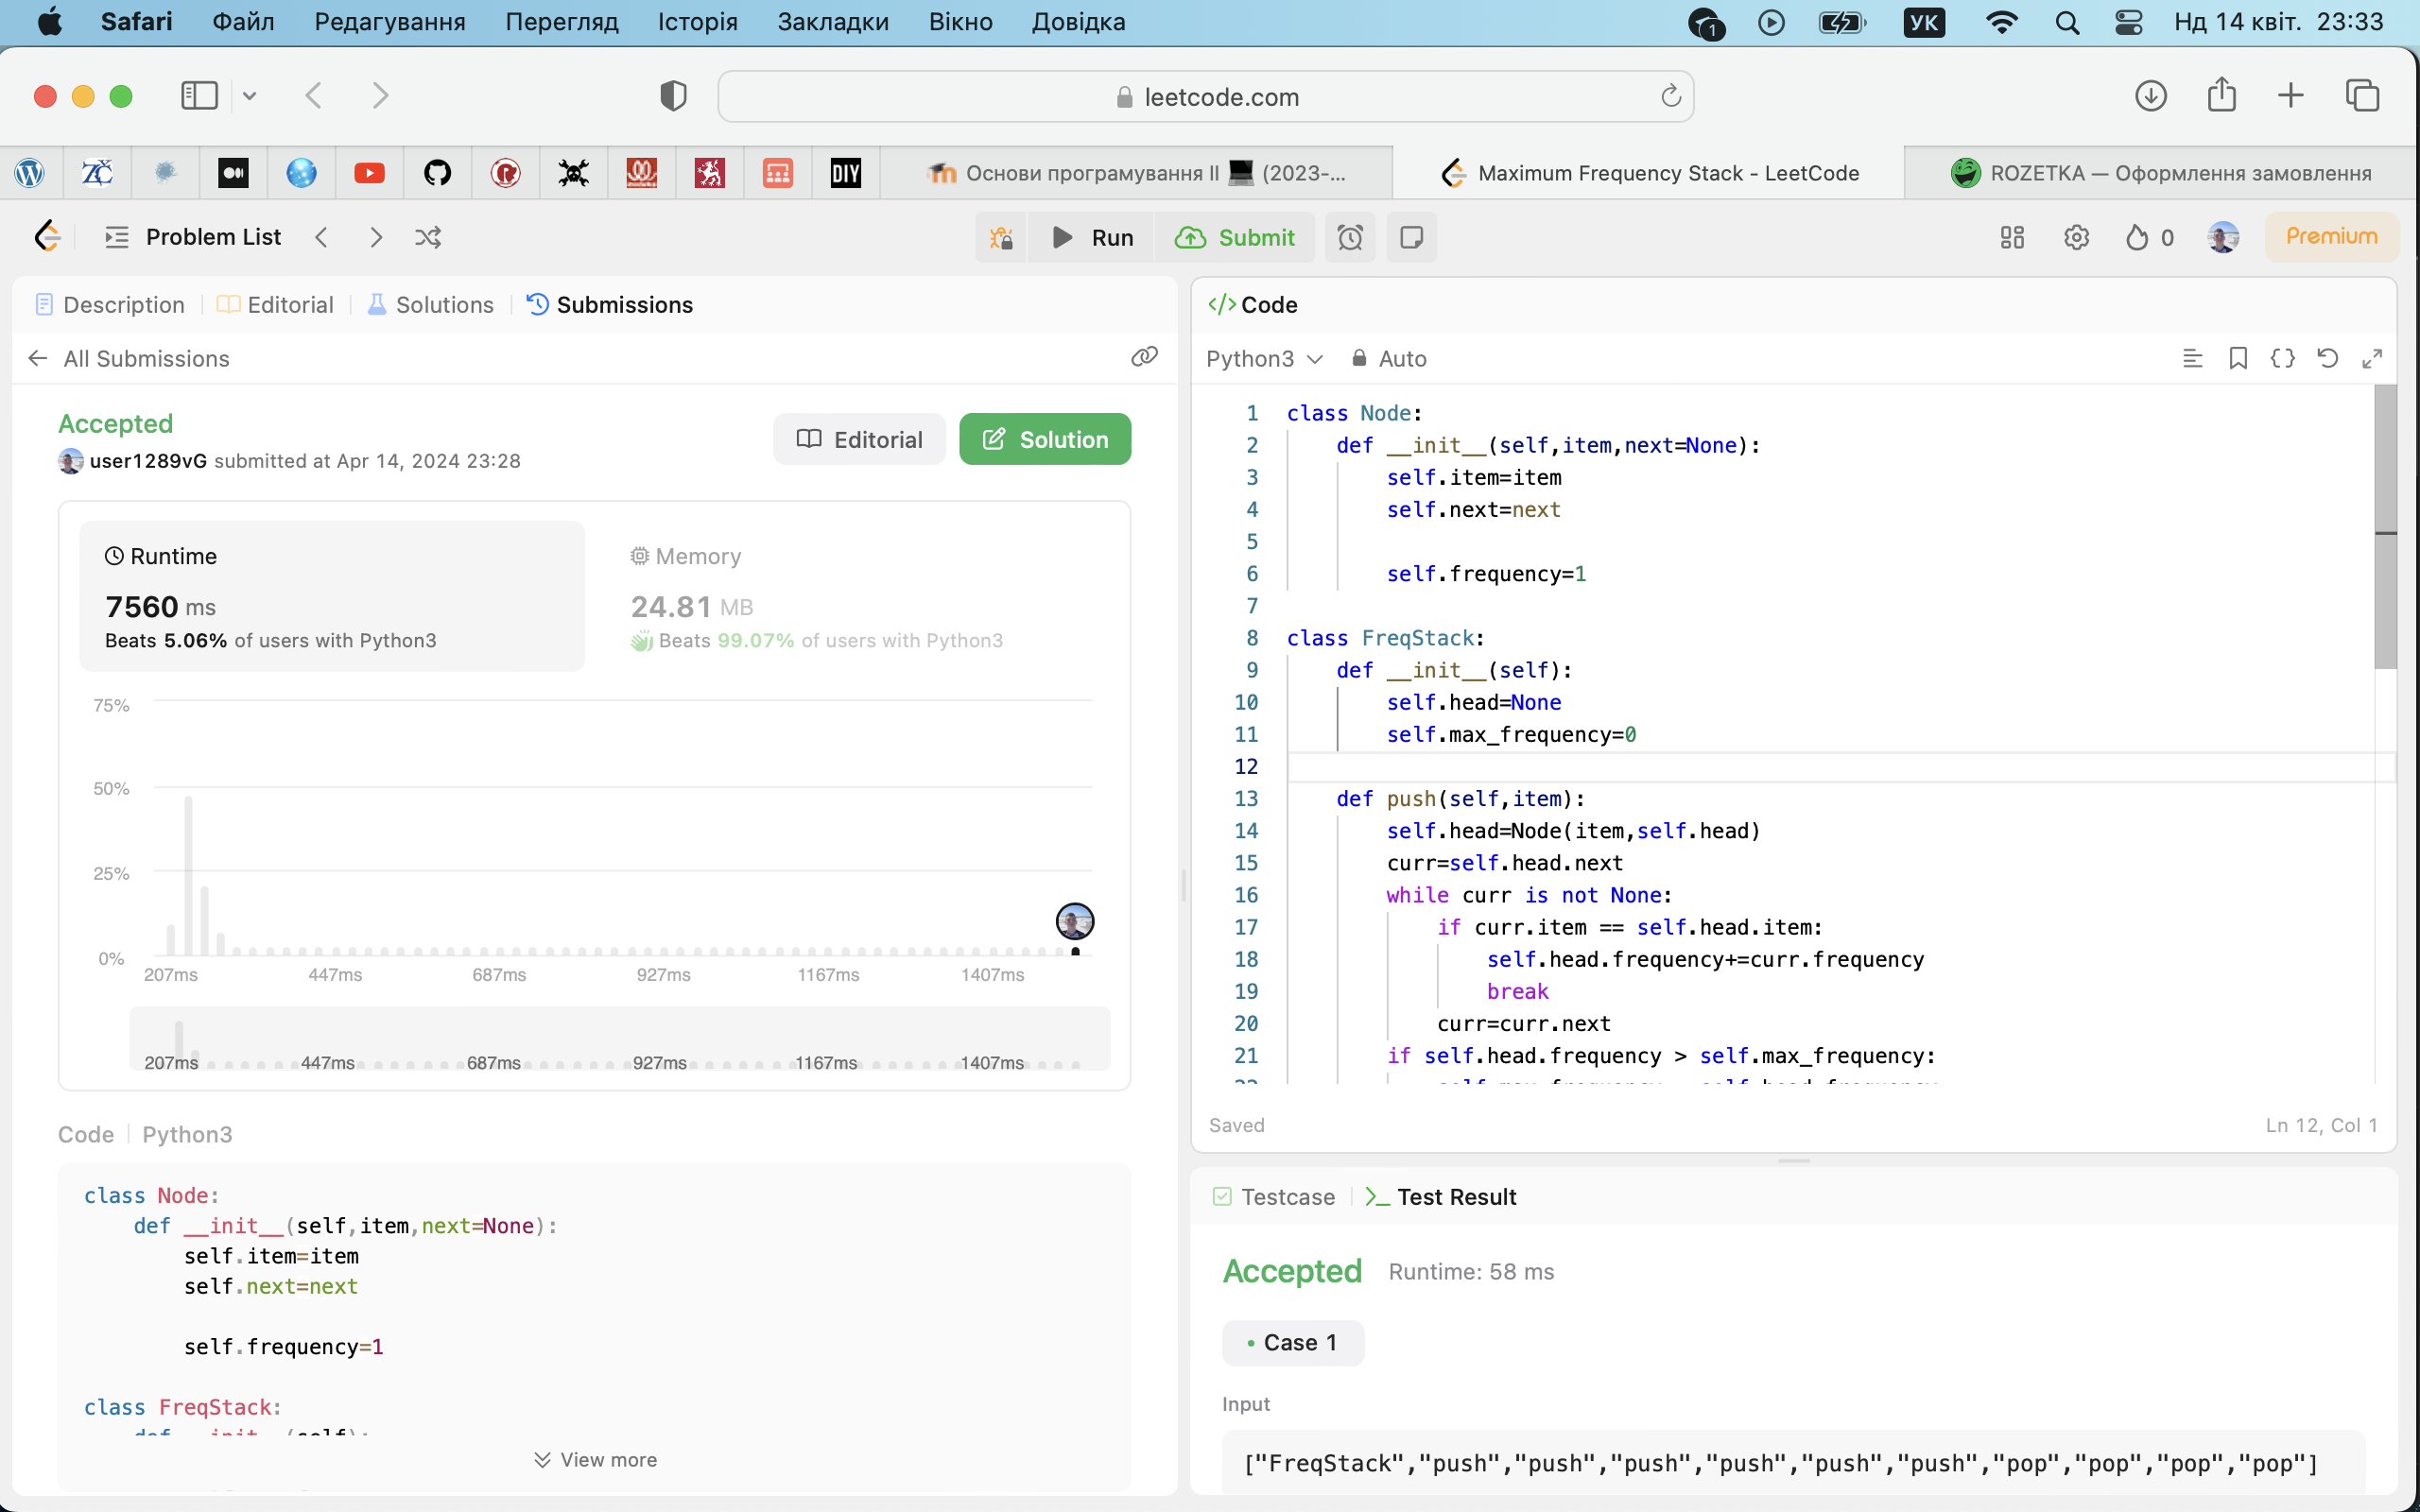 Safari Файл Редагування Перегляд Історія Закладки Вікно Довідка 1 УК Нд 14 квіт. 23:33
leetcode.com
DIY Основи програмування II 💻 (2023-... Maximum Frequency Stack - LeetCode ROZETKA — Оформлення замовлення
Problem List Run Submit 0 Premium
Description Editorial Solutions Submissions
All Submissions
Accepted
user1289vG submitted at Apr 14, 2024 23:28
Editorial Solution
Runtime
7560 ms
Beats 5.06% of users with Python3
Memory
24.81 MB
Beats 99.07% of users with Python3
75%
50%
25%
0%
207ms 447ms 687ms 927ms 1167ms 1407ms
207ms 447ms 687ms 927ms 1167ms 1407ms
Code Python3
class Node:
    def __init__(self,item,next=None):
        self.item=item
        self.next=next
        self.frequency=1
class FreqStack:
    def __init__(self):
View more
</> Code
Python3 Auto
1 class Node:
2     def __init__(self,item,next=None):
3         self.item=item
4         self.next=next
5
6         self.frequency=1
7
8 class FreqStack:
9     def __init__(self):
10         self.head=None
11         self.max_frequency=0
12
13     def push(self,item):
14         self.head=Node(item,self.head)
15         curr=self.head.next
16         while curr is not None:
17             if curr.item == self.head.item:
18                 self.head.frequency+=curr.frequency
19                 break
20             curr=curr.next
21         if self.head.frequency > self.max_frequency:
Saved Ln 12, Col 1
Testcase Test Result
Accepted Runtime: 58 ms
Case 1
Input
["FreqStack","push","push","push","push","push","push","pop","pop","pop","pop"]